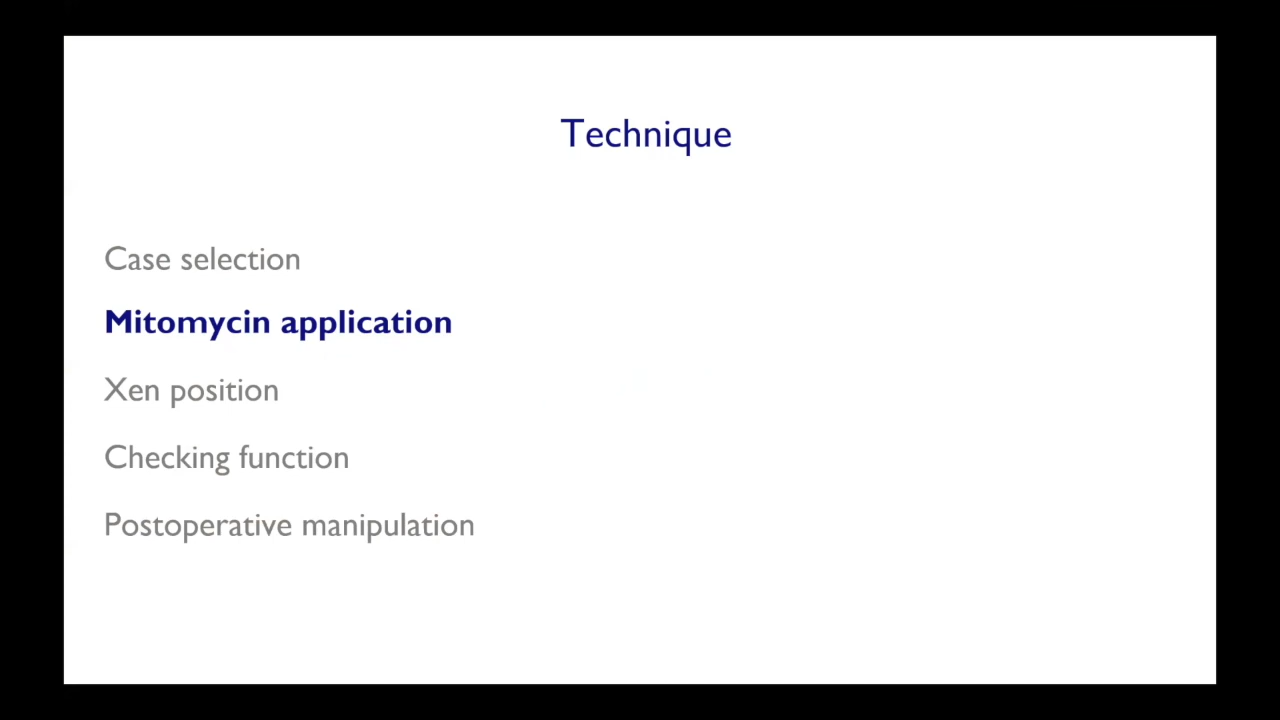 Technique
Case selection
Mitomycin application
Xen position
Checking function
Postoperative manipulation